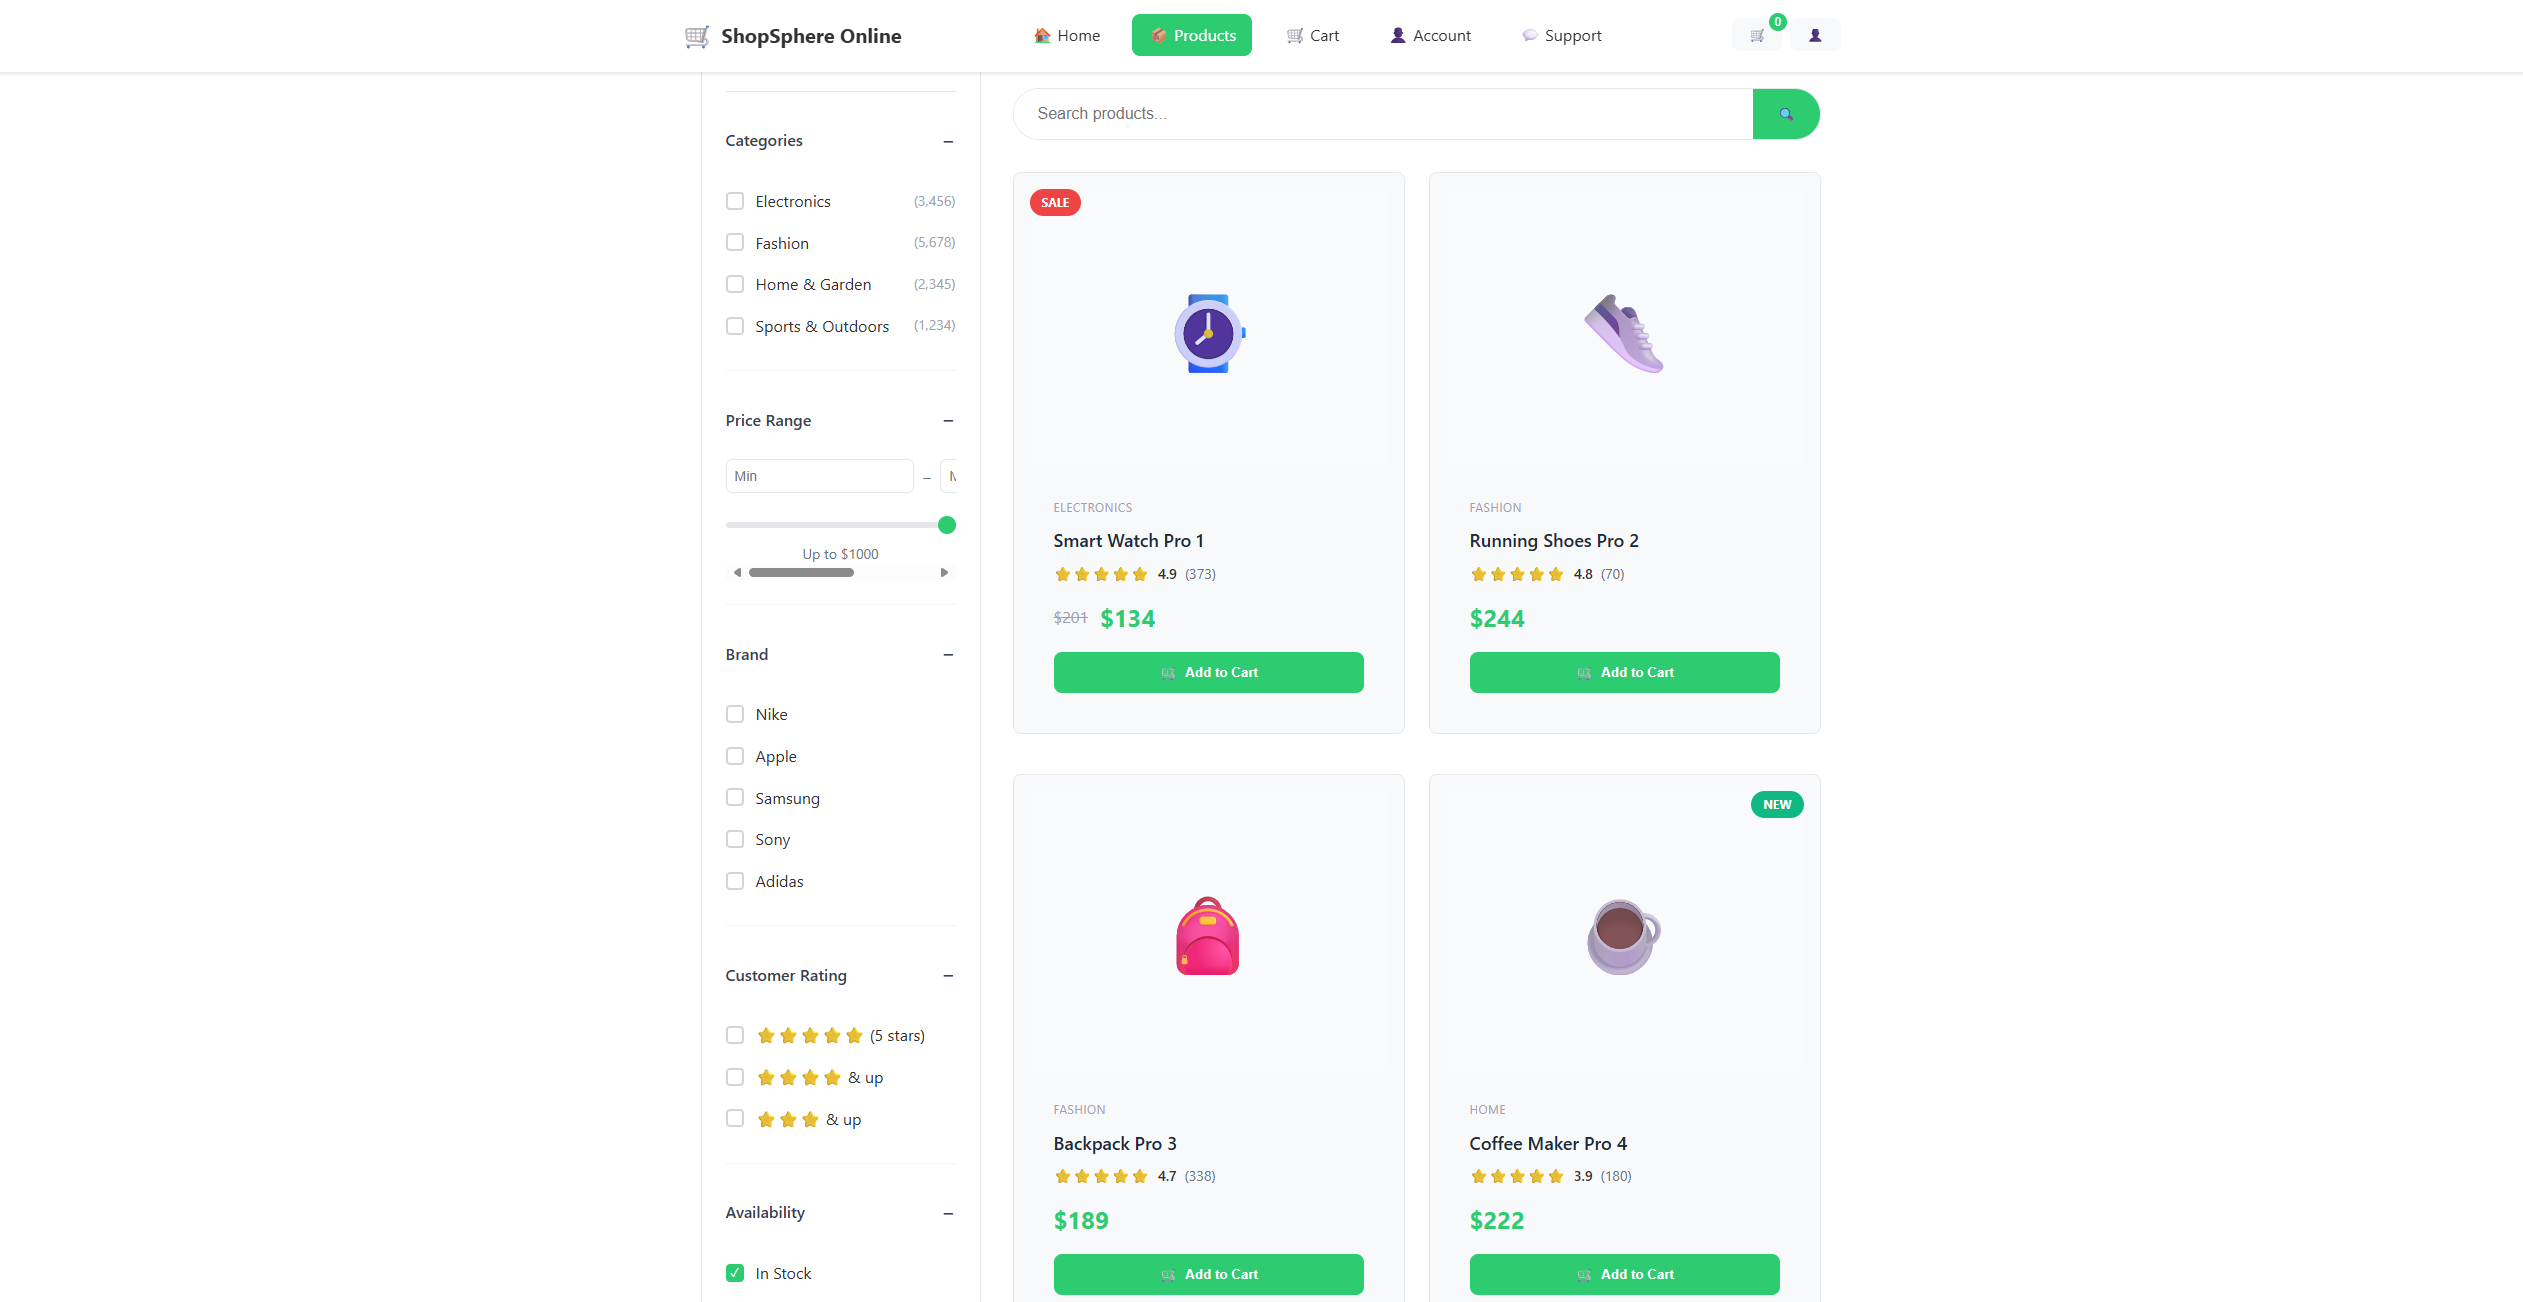 ShopSphere Online
Home
Products
Cart
Account
Support
0
Categories
Electronics (3,456)
Fashion (5,678)
Home & Garden (2,345)
Sports & Outdoors (1,234)
Price Range
Min –
Up to $1000
Brand
Nike
Apple
Samsung
Sony
Adidas
Customer Rating
(5 stars)
& up
& up
Availability
In Stock
Search products...
SALE
ELECTRONICS
Smart Watch Pro 1
4.9 (373)
$201 $134
Add to Cart
FASHION
Running Shoes Pro 2
4.8 (70)
$244
Add to Cart
FASHION
Backpack Pro 3
4.7 (338)
$189
Add to Cart
NEW
HOME
Coffee Maker Pro 4
3.9 (180)
$222
Add to Cart